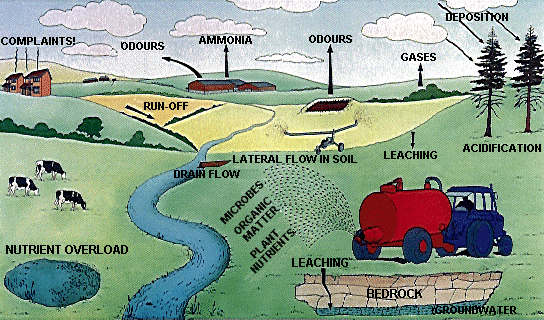 DEPOSITION
COMPLAINTS!
ODOURS
AMMONIA
ODOURS
GASES
RUN-OFF
ACIDIFICATION
LATERAL FLOW IN SOIL
LEACHING
DRAIN FLOW
MICROBES
ORGANIC
MATTER
PLANT
NUTRIENTS
NUTRIENT OVERLOAD
LEACHING
BEDROCK
GROUNDWATER